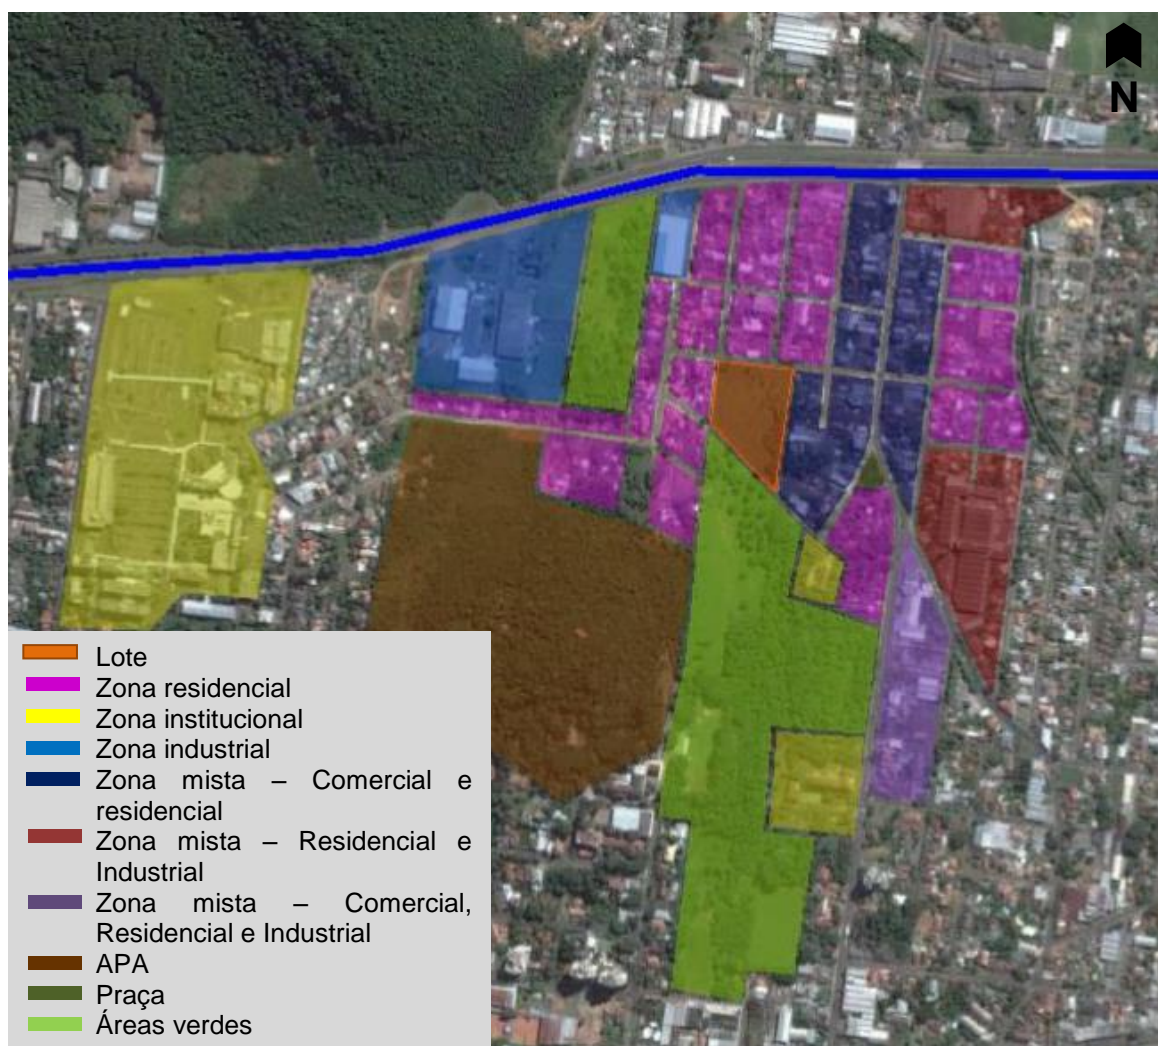 N
Lote
Zona residencial
Zona institucional
Zona industrial
Zona mista – Comercial e
residencial
Zona mista – Residencial e
Industrial
Zona mista – Comercial,
Residencial e Industrial
APA
Praça
Áreas verdes